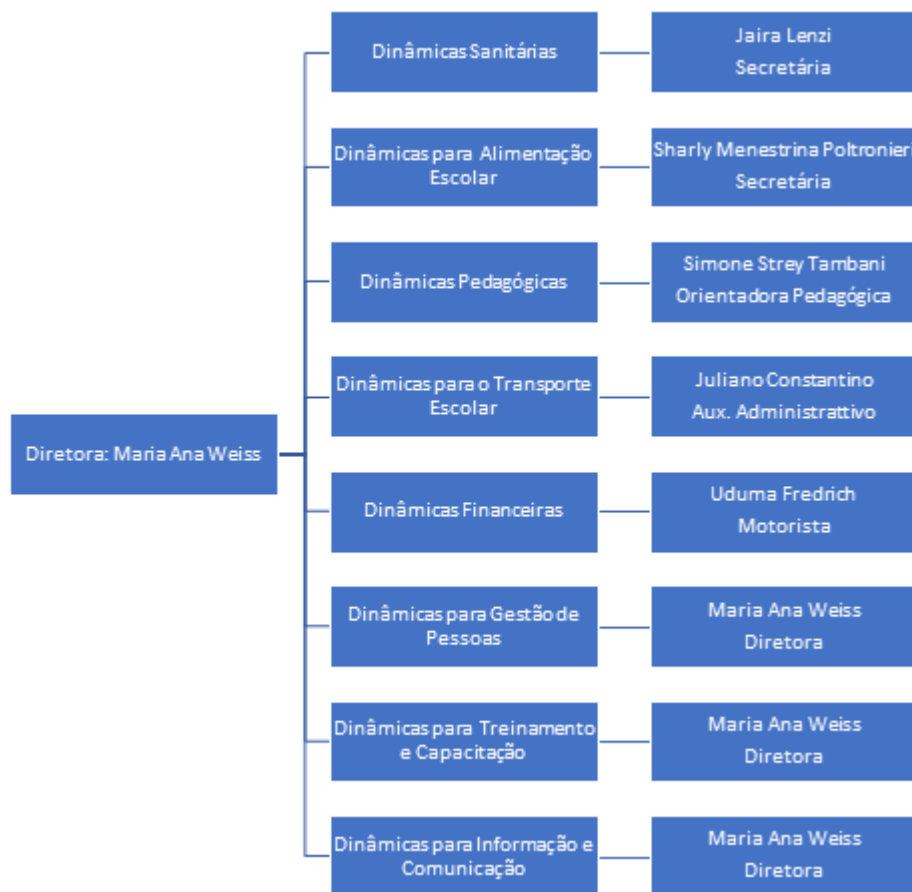 Dinâmicas Sanitárias
Jaira Lenzi
Secretária
Dinâmicas para Alimentação
Escolar
Sharly Menestrina Poltronieri
Secretária
Dinâmicas Pedagógicas
Simone Strey Tambani
Orientadora Pedagógica
Dinâmicas para o Transporte
Escolar
Juliano Constantino
Aux. Administrattivo
Diretora: Maria Ana Weiss
Dinâmicas Financeiras
Uduma Fredrich
Motorista
Dinâmicas para Gestão de
Pessoas
Maria Ana Weiss
Diretora
Dinâmicas para Treinamento
e Capacitação
Maria Ana Weiss
Diretora
Dinâmicas para Informação e
Comunicação
Maria Ana Weiss
Diretora